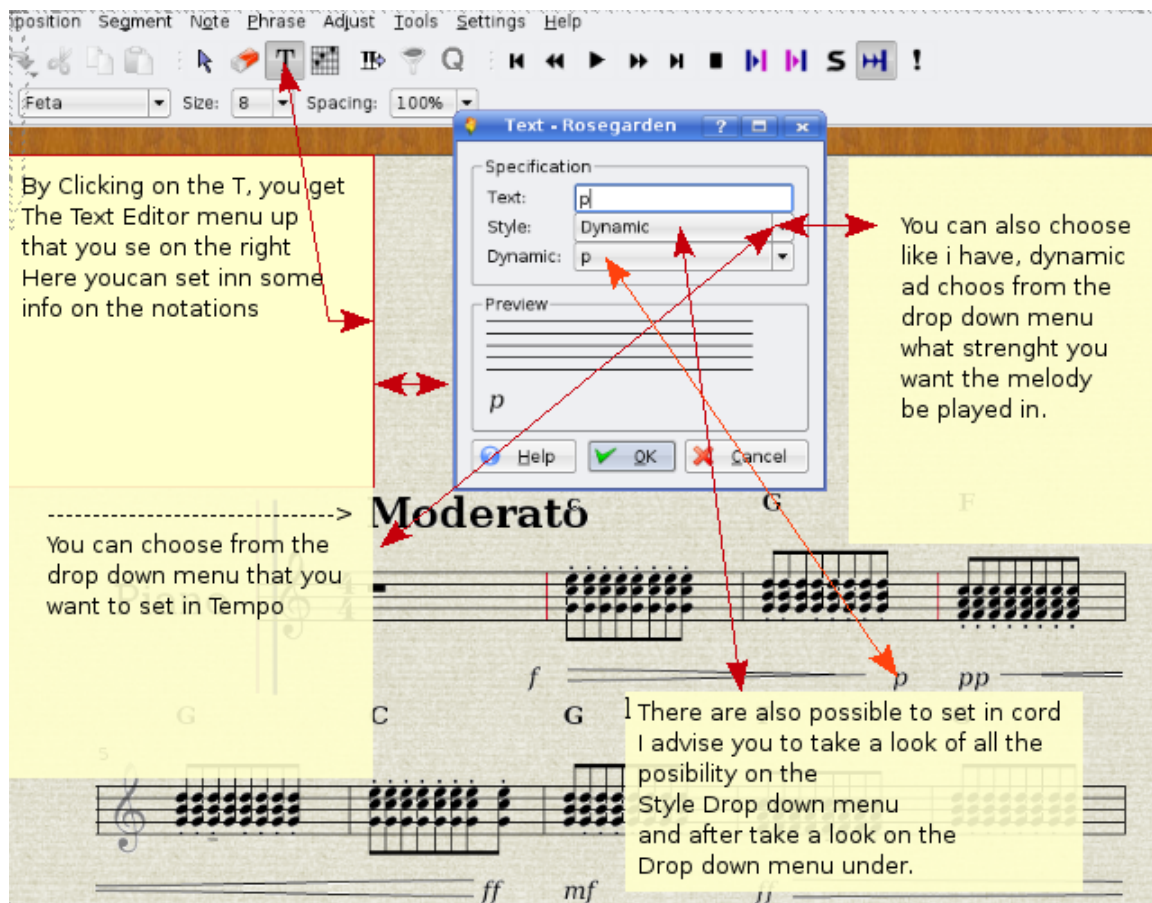 position Segment Note Phrase Adjust Tools Settings Help
T Q S !
Feta Size: 8 Spacing: 100%
Text - Rosegarden
Specification
Text: p
Style: Dynamic
Dynamic: p
Preview
p
Help OK Cancel
By Clicking on the T, you get
The Text Editor menu up
that you se on the right
Here youcan set inn some
info on the notations
You can also choose
like i have, dynamic
ad choos from the
drop down menu
what strenght you
want the melody
be played in.
------------------------------>
You can choose from the
drop down menu that you
want to set in Tempo
Moderato
G F
Piano
4
4
f p pp
G C G
There are also possible to set in cord
I advise you to take a look of all the
posibility on the
Style Drop down menu
and after take a look on the
Drop down menu under.
5
ff mf ff